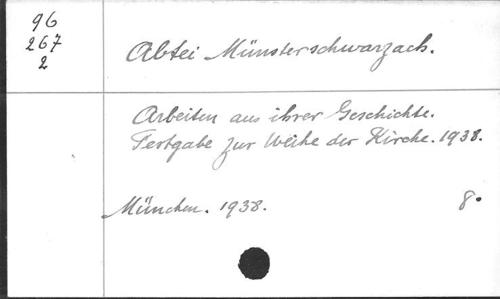 96
267
2
Abtei Münsterschwarzach.
Arbeiten aus ihrer Geschichte.
Festgabe zur Weihe der Kirche. 1938.
München. 1938. 8°